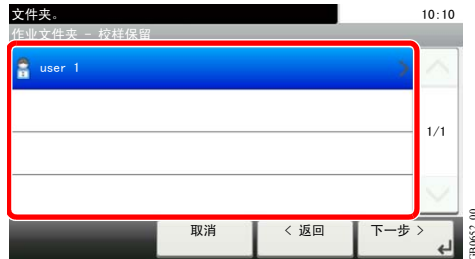 文件夹。 10:10
作业文件夹 - 校样保留
user 1
1/1
取消 < 返回 下一步 >
GB0652_00